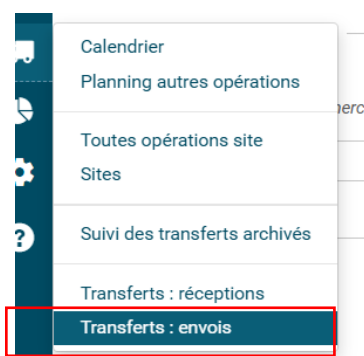 Calendrier
Planning autres opérations
Toutes opérations site
Sites
Suivi des transferts archivés
Transferts : réceptions
Transferts : envois